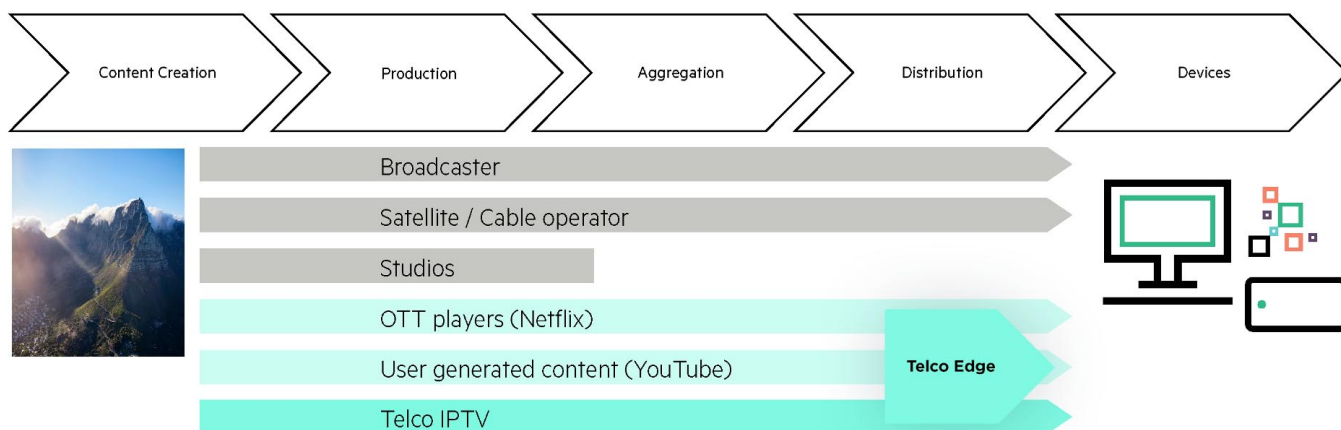 Content Creation
Production
Aggregation
Distribution
Devices
Broadcaster
Satellite / Cable operator
Studios
OTT players (Netflix)
User generated content (YouTube)
Telco Edge
Telco IPTV